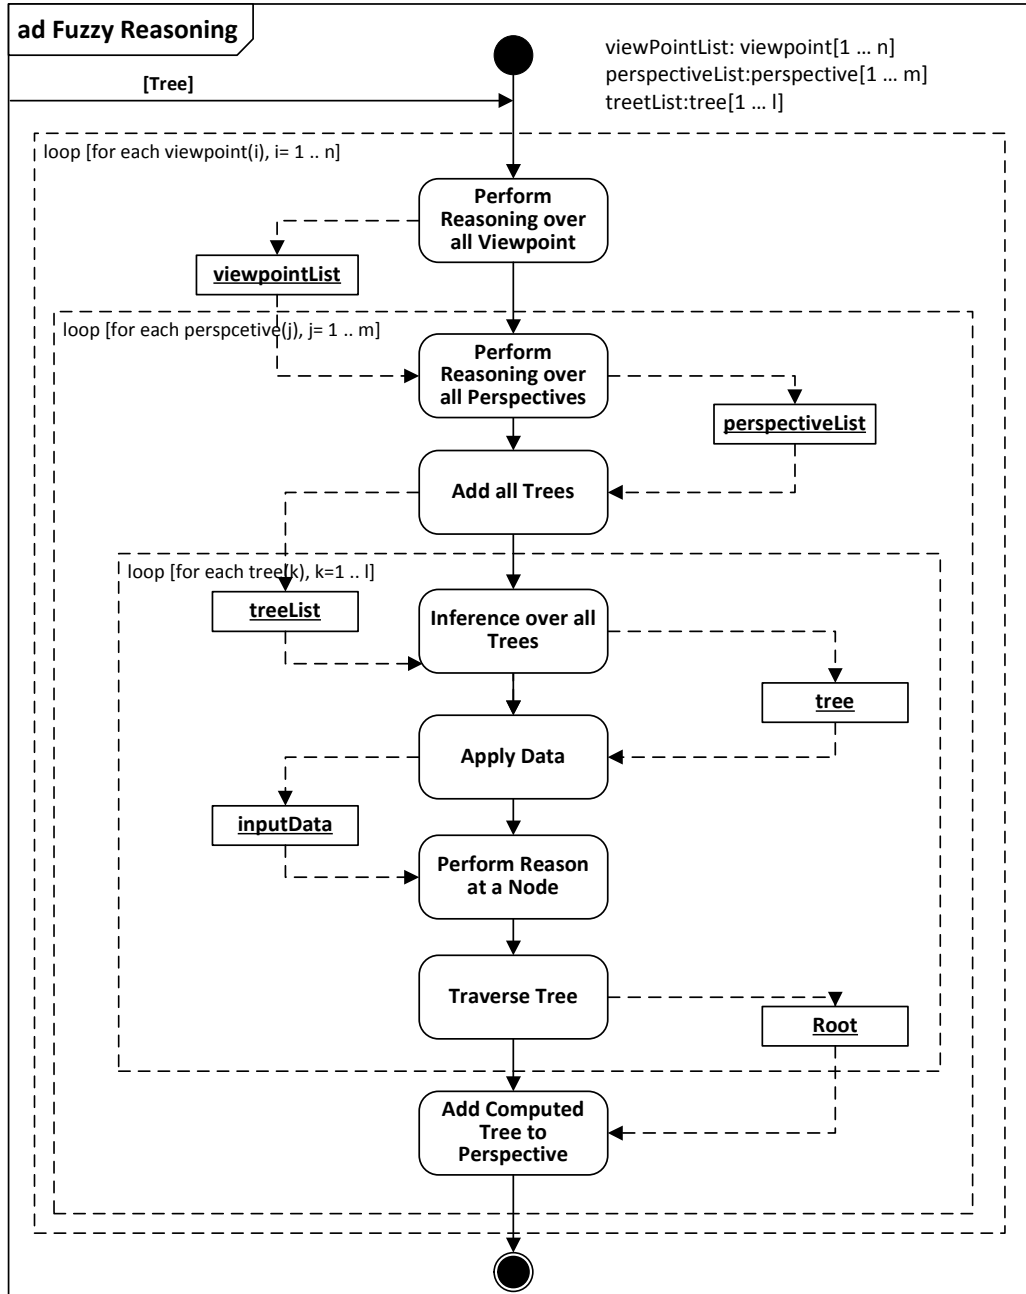 ad Fuzzy Reasoning
viewPointList: viewpoint[1 ... n]
perspectiveList:perspective[1 ... m]
treetList:tree[1 ... l]
[Tree]
loop [for each viewpoint(i), i= 1 .. n]
Perform
Reasoning over
all Viewpoint
viewpointList
loop [for each perspcetive(j), j= 1 .. m]
Perform
Reasoning over
all Perspectives
perspectiveList
Add all Trees
loop [for each tree(k), k=1 .. l]
treeList
Inference over all
Trees
tree
Apply Data
inputData
Perform Reason
at a Node
Traverse Tree
Root
Add Computed
Tree to
Perspective